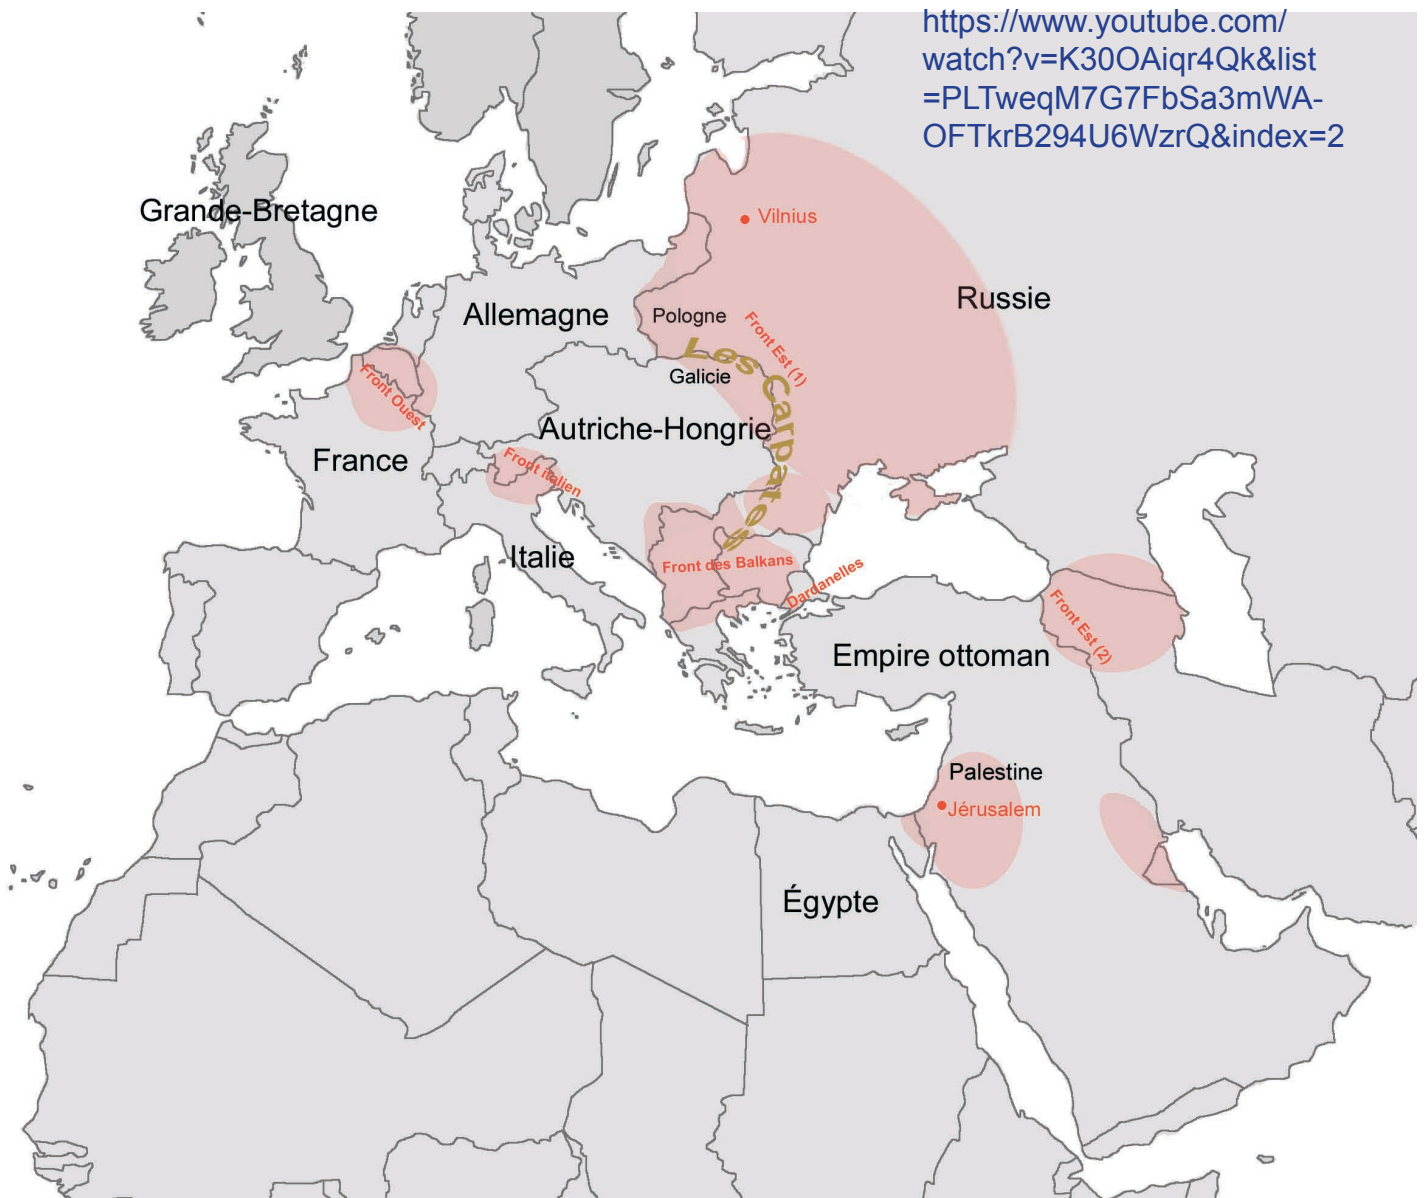 https://www.youtube.com/
watch?v=K30OAiqr4Qk&list
=PLTweqM7G7FbSa3mWA-
OFTkrB294U6WzrQ&index=2
Grande-Bretagne
Vilnius
Russie
Allemagne
Pologne
Front Est (1)
Les Carpates
Galicie
Front Ouest
Autriche-Hongrie
France
Front italien
Italie
Front des Balkans
Dardanelles
Front Est (2)
Empire ottoman
Palestine
Jérusalem
Égypte